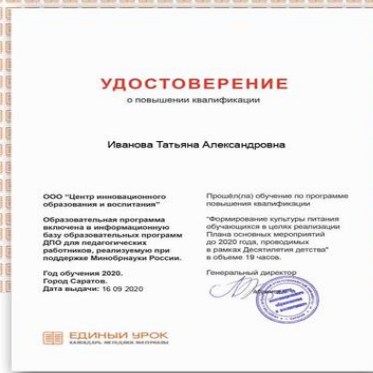 УДОСТОВЕРЕНИЕ
о повышении квалификации
Иванова Татьяна Александровна
ООО "Центр инновационного
образования и воспитания"
Образовательная программа
включена в информационную
базу образовательных программ
ДПО для педагогических
работников, реализуемую при
поддержке Минобрнауки России.
Год обучения 2020.
Город Саратов.
Дата выдачи: 16 09 2020
Прошёл(ла) обучение по программе
повышения квалификации
"Формирование культуры питания
обучающихся в целях реализации
Плана основных мероприятий
до 2020 года, проводимых
в рамках Десятилетия детства"
в объеме 19 часов.
Генеральный директор
ЕДИНЫЙ УРОК
КАЛЕНДАРЬ МЕТОДИКИ МАТЕРИАЛЫ